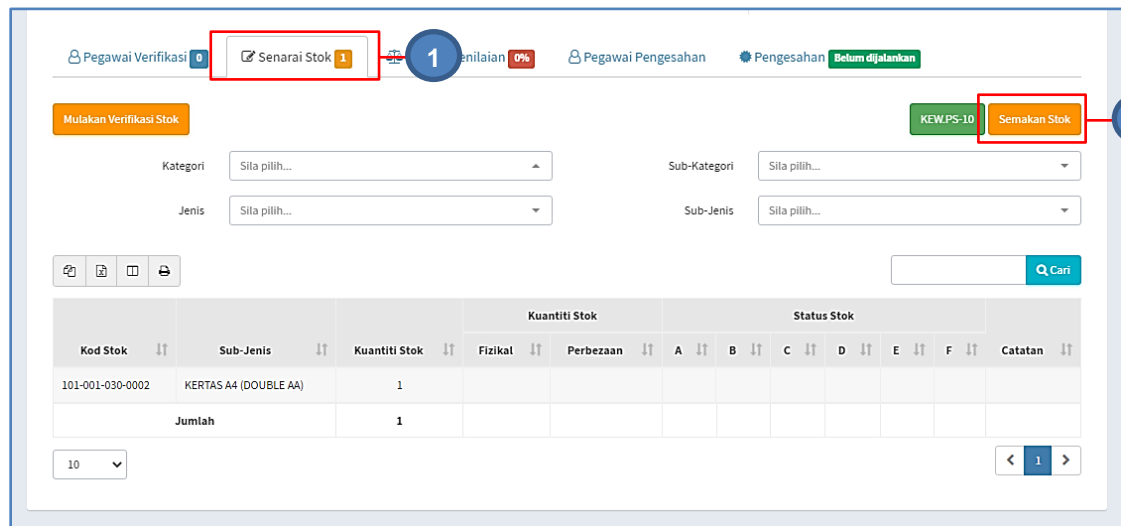 Pegawai Verifikasi 0 Senarai Stok 1 1 enilaian 0% Pegawai Pengesahan Pengesahan Belum dijalankan
Mulakan Verifikasi Stok KEW.PS-10 Semakan Stok
Kategori Sila pilih... Sub-Kategori Sila pilih...
Jenis Sila pilih... Sub-Jenis Sila pilih...
Cari
Kuantiti Stok Status Stok
Kod Stok Sub-Jenis Kuantiti Stok Fizikal Perbezaan A B C D E F Catatan
101-001-030-0002 KERTAS A4 (DOUBLE AA) 1
Jumlah 1
10 1